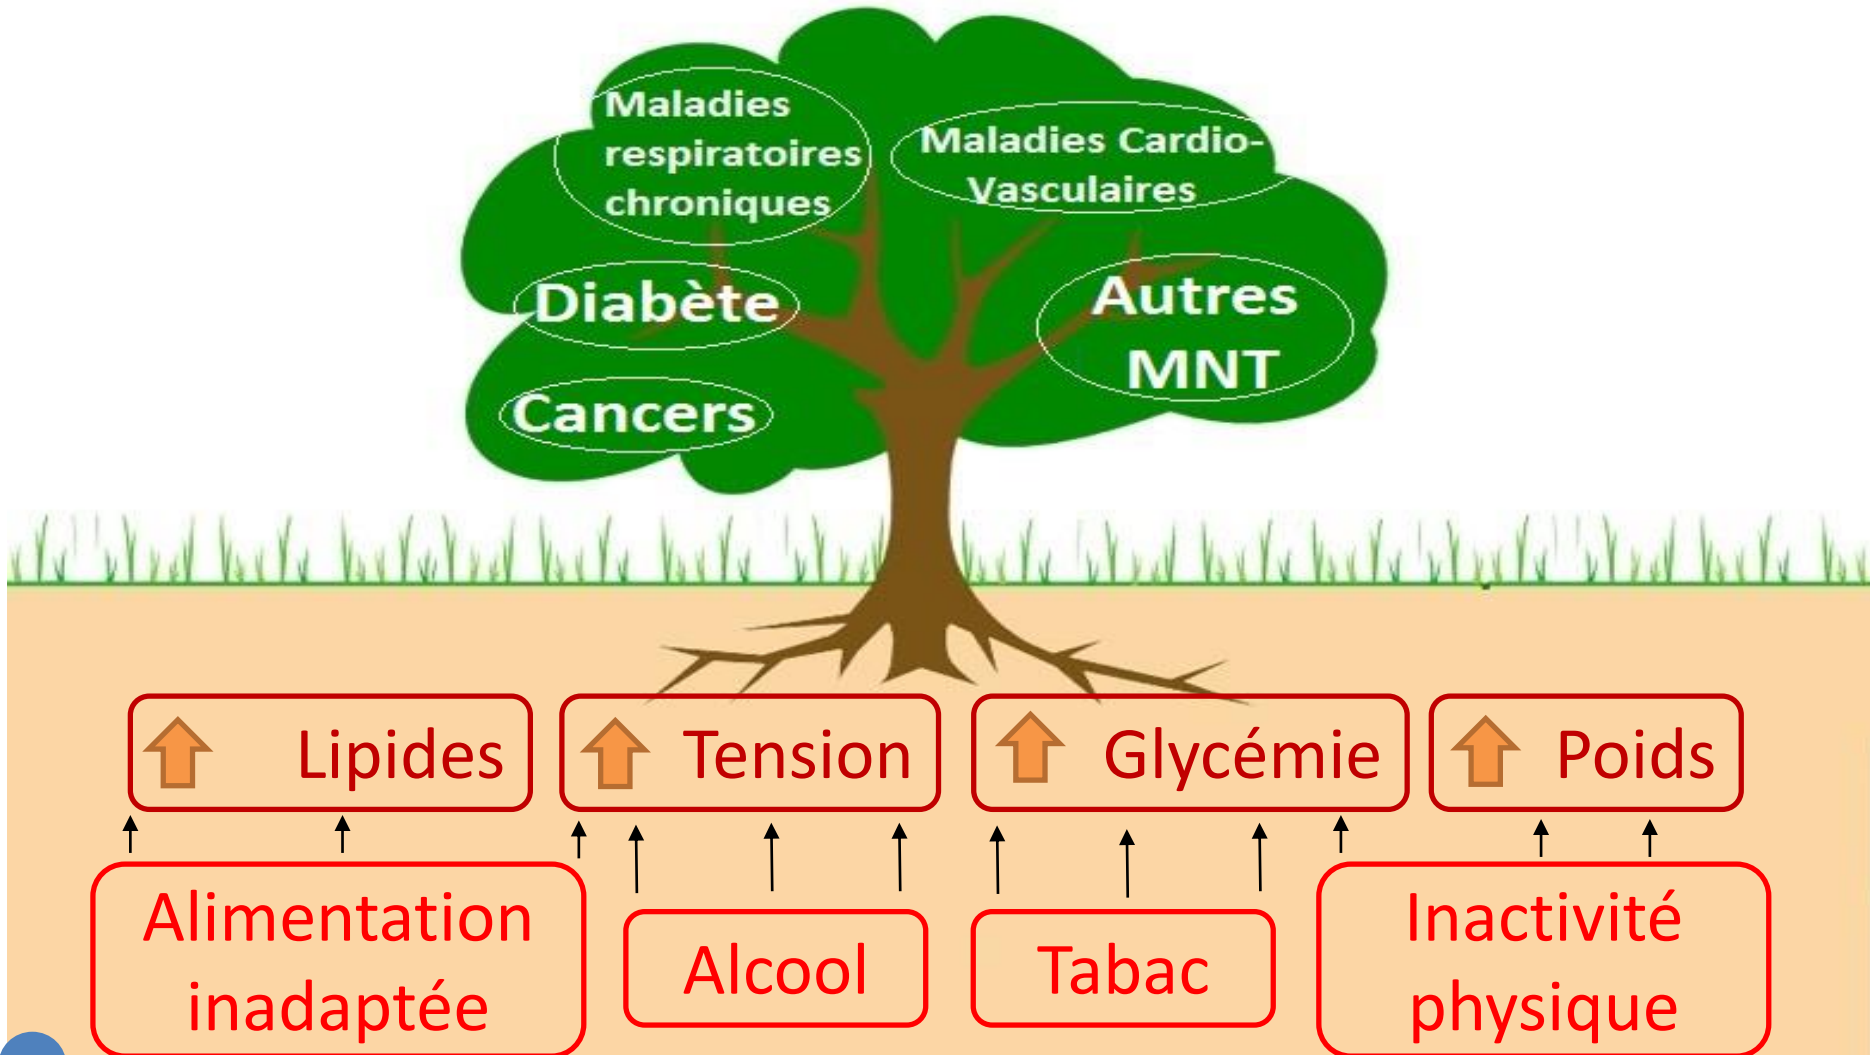 Maladies
respiratoires
chroniques
Maladies Cardio-
Vasculaires
Diabète
Autres
MNT
Cancers
Lipides
Tension
Glycémie
Poids
Alimentation
inadaptée
Alcool
Tabac
Inactivité
physique